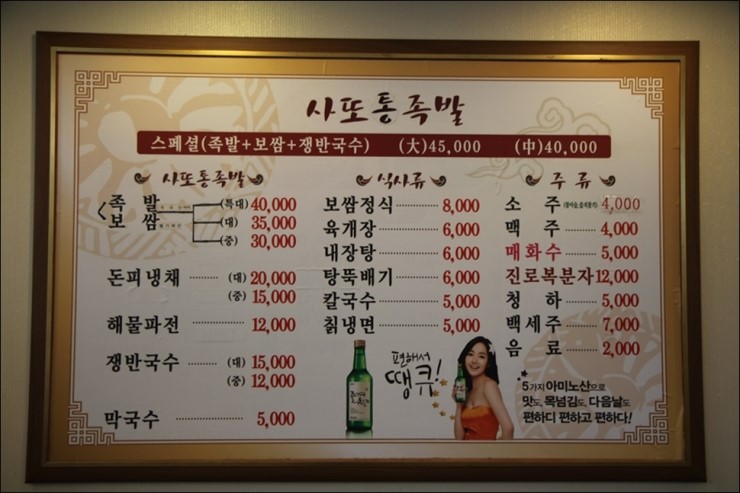 사또통족발
스페셜(족발+보쌈+쟁반국수) (大)45,000 (中)40,000
사또통족발
족 발 (특대) 40,000
보 쌈 (대) 35,000
(중) 30,000
돈피냉채 (대) 20,000
(중) 15,000
해물파전 12,000
쟁반국수 (대) 15,000
(중) 12,000
막국수 5,000
식사류
보쌈정식 8,000
육개장 6,000
내장탕 6,000
탕뚝배기 6,000
칼국수 5,000
칡냉면 5,000
주 류
소 주 4,000
맥 주 4,000
매화수 5,000
진로복분자 12,000
청 하 5,000
백세주 7,000
음 료 2,000
편해서
땡큐!
5가지 아미노산으로
맛도, 목넘김도, 다음날도
편하디 편하고 편하다!